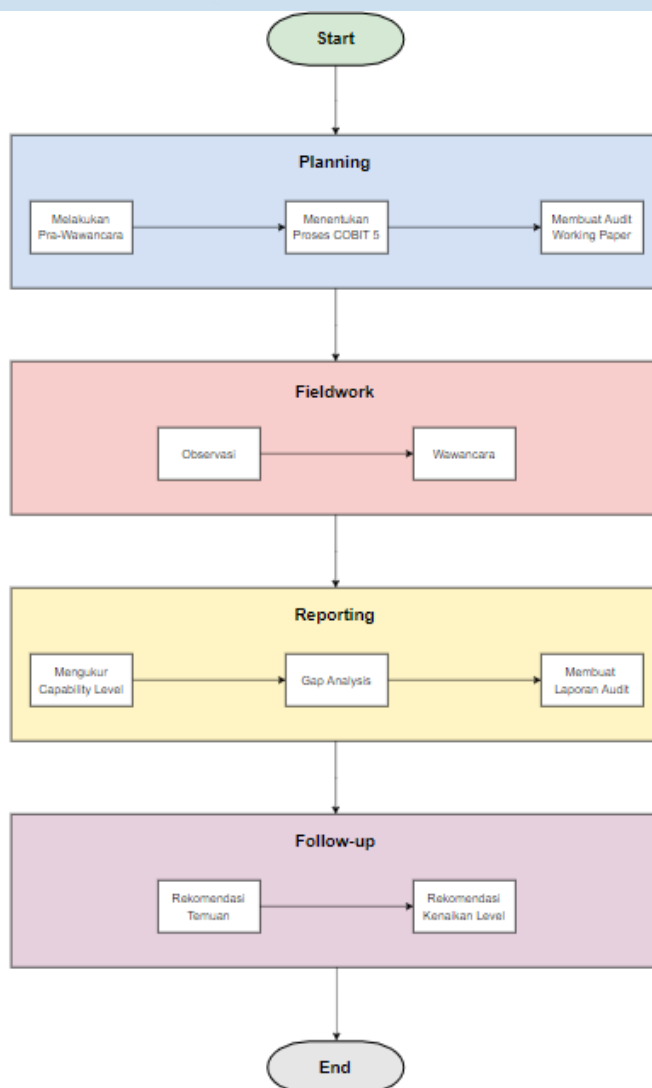 Start
Planning
Melakukan
Pra-Wawancara
Menentukan
Proses COBIT 5
Membuat Audit
Working Paper
Fieldwork
Observasi
Wawancara
Reporting
Mengukur
Capability Level
Gap Analysis
Membuat
Laporan Audit
Follow-up
Rekomendasi
Temuan
Rekomendasi
Kenaikan Level
End